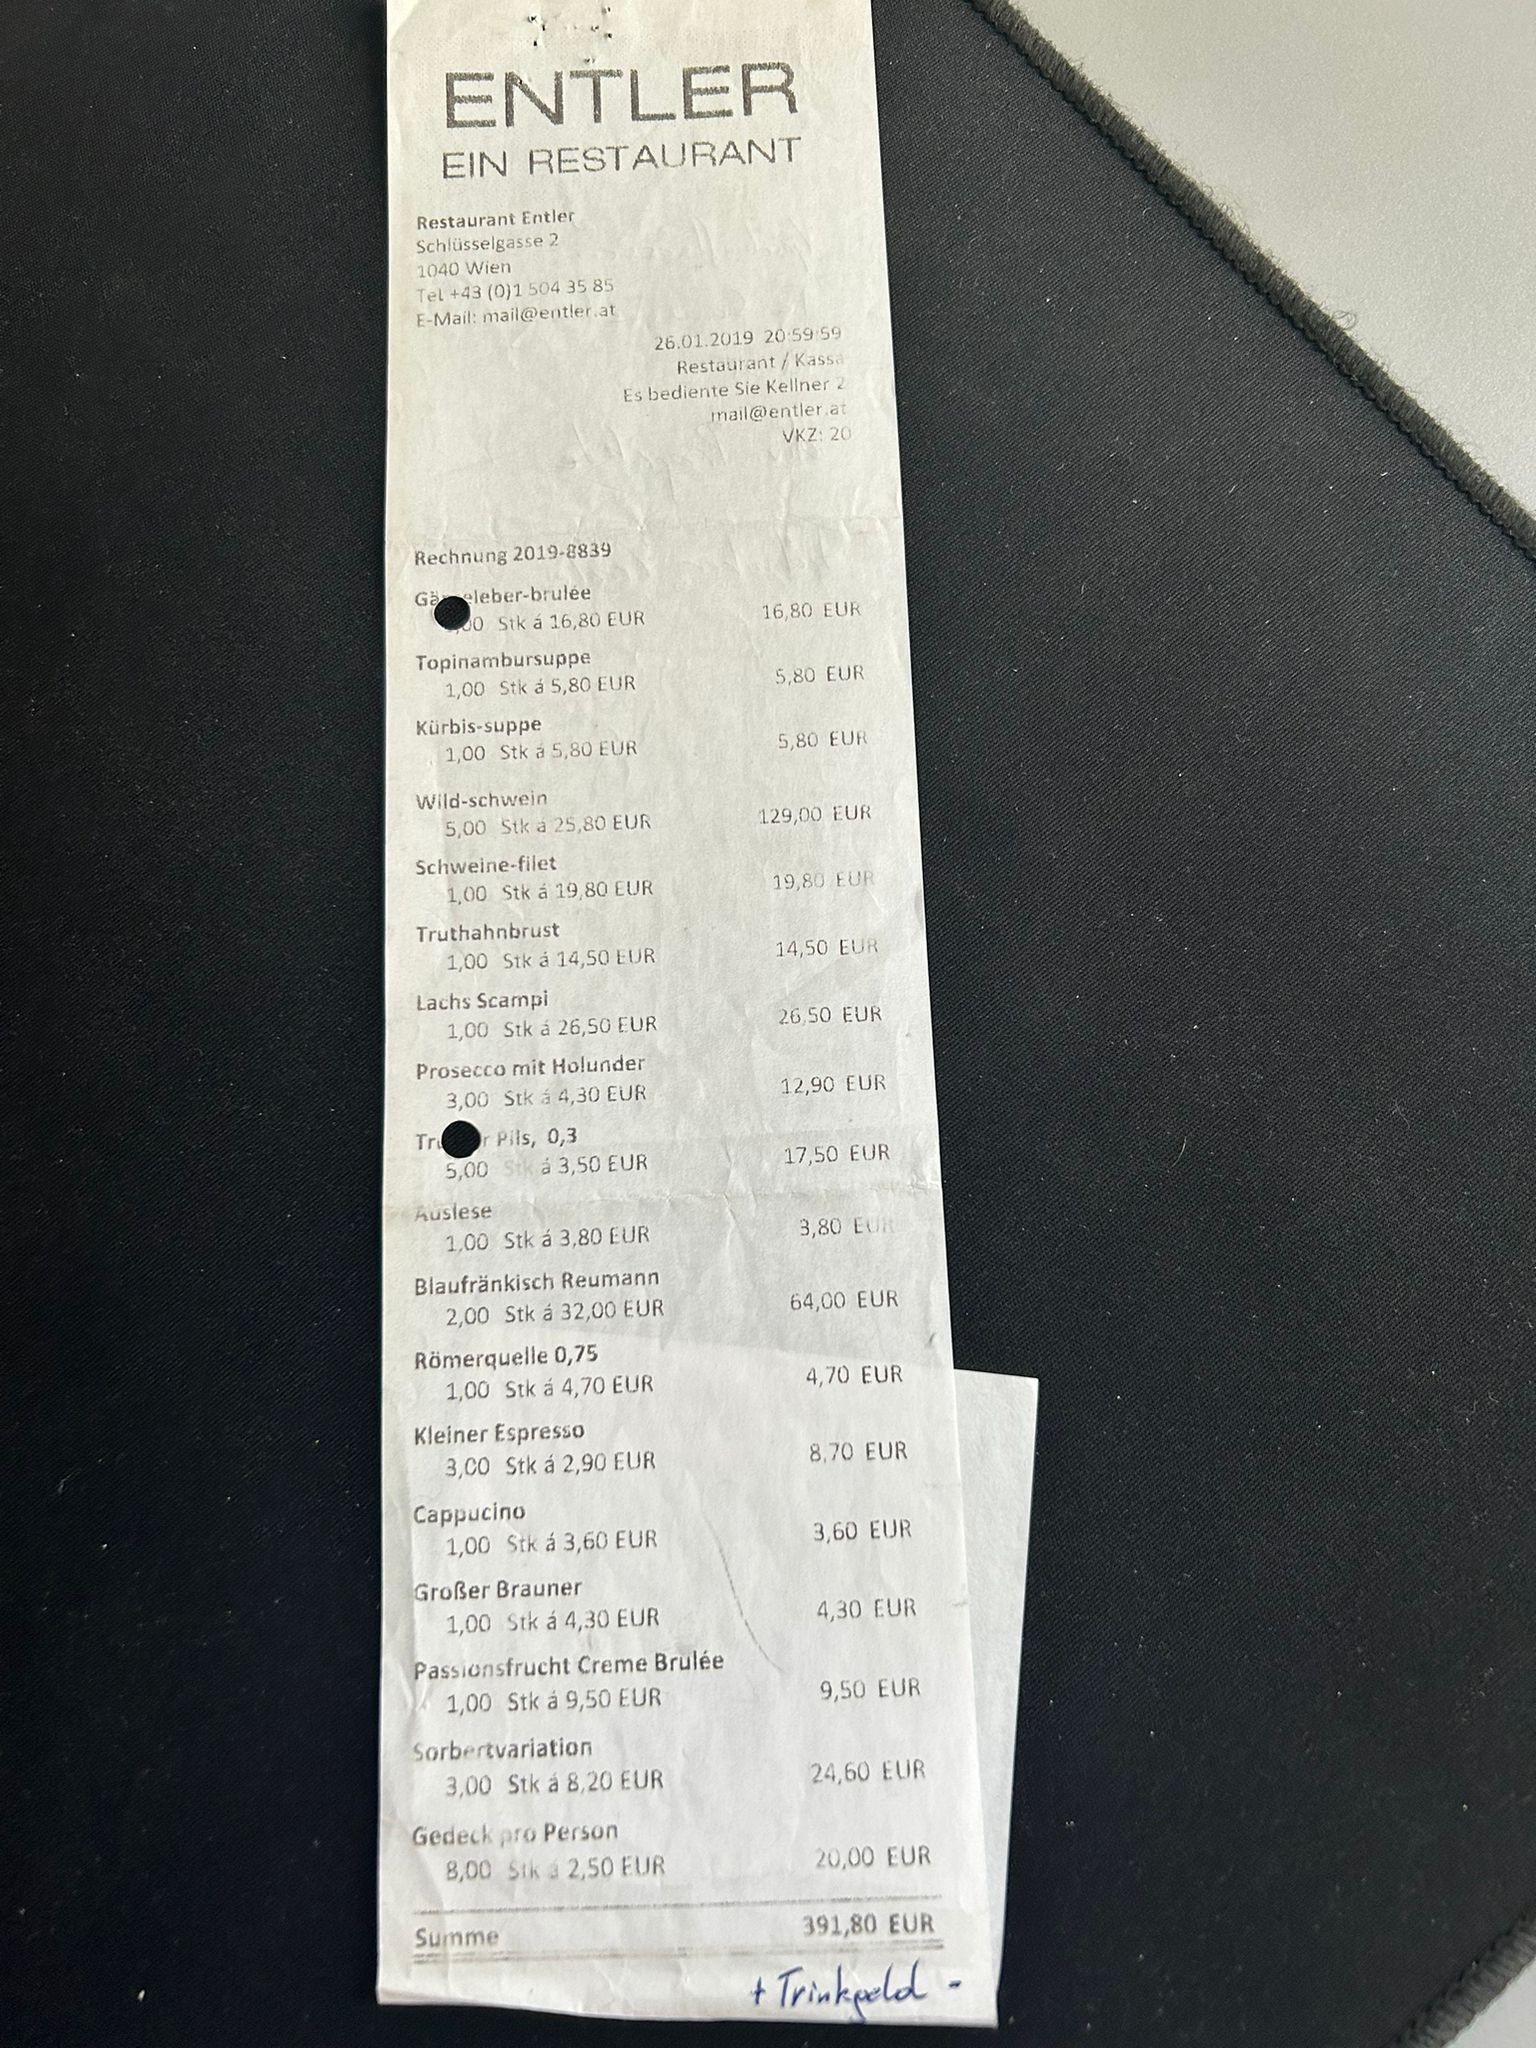 ENTLER
EIN RESTAURANT
Restaurant Entler
Schlüsselgasse 2
1040 Wien
Tel +43 (0)1 504 35 85
E-Mail: mail@entler.at
26.01.2019 20:59:59
Restaurant / Kassa
Es bediente Sie Kellner 2
mail@entler.at
VKZ: 20
Rechnung 2019-8839
eleber-brulée
Stk á 16,80 EUR 16,80 EUR
Topinambursuppe
1,00 Stk á 5,80 EUR 5,80 EUR
Kürbis-suppe
1,00 Stk á 5,80 EUR 5,80 EUR
Wild-schwein
5,00 Stk á 25,80 EUR 129,00 EUR
Schweine-filet
1,00 Stk á 19,80 EUR 19,80 EUR
Truthahnbrust
1,00 Stk á 14,50 EUR 14,50 EUR
Lachs Scampi
1,00 Stk á 26,50 EUR 26,50 EUR
Prosecco mit Holunder
3,00 Stk á 4,30 EUR 12,90 EUR
Pils, 0,3
5,00 Stk á 3,50 EUR 17,50 EUR
Auslese
1,00 Stk á 3,80 EUR 3,80 EUR
Blaufränkisch Reumann
2,00 Stk á 32,00 EUR 64,00 EUR
Römerquelle 0,75
1,00 Stk á 4,70 EUR 4,70 EUR
Kleiner Espresso
3,00 Stk á 2,90 EUR 8,70 EUR
Cappucino
1,00 Stk á 3,60 EUR 3,60 EUR
Großer Brauner
1,00 Stk á 4,30 EUR 4,30 EUR
Passionsfrucht Creme Brulée
1,00 Stk á 9,50 EUR 9,50 EUR
Sorbertvariation
3,00 Stk á 8,20 EUR 24,60 EUR
Gedeck pro Person
8,00 Stk á 2,50 EUR 20,00 EUR
Summe 391,80 EUR
+ Trinkgeld -